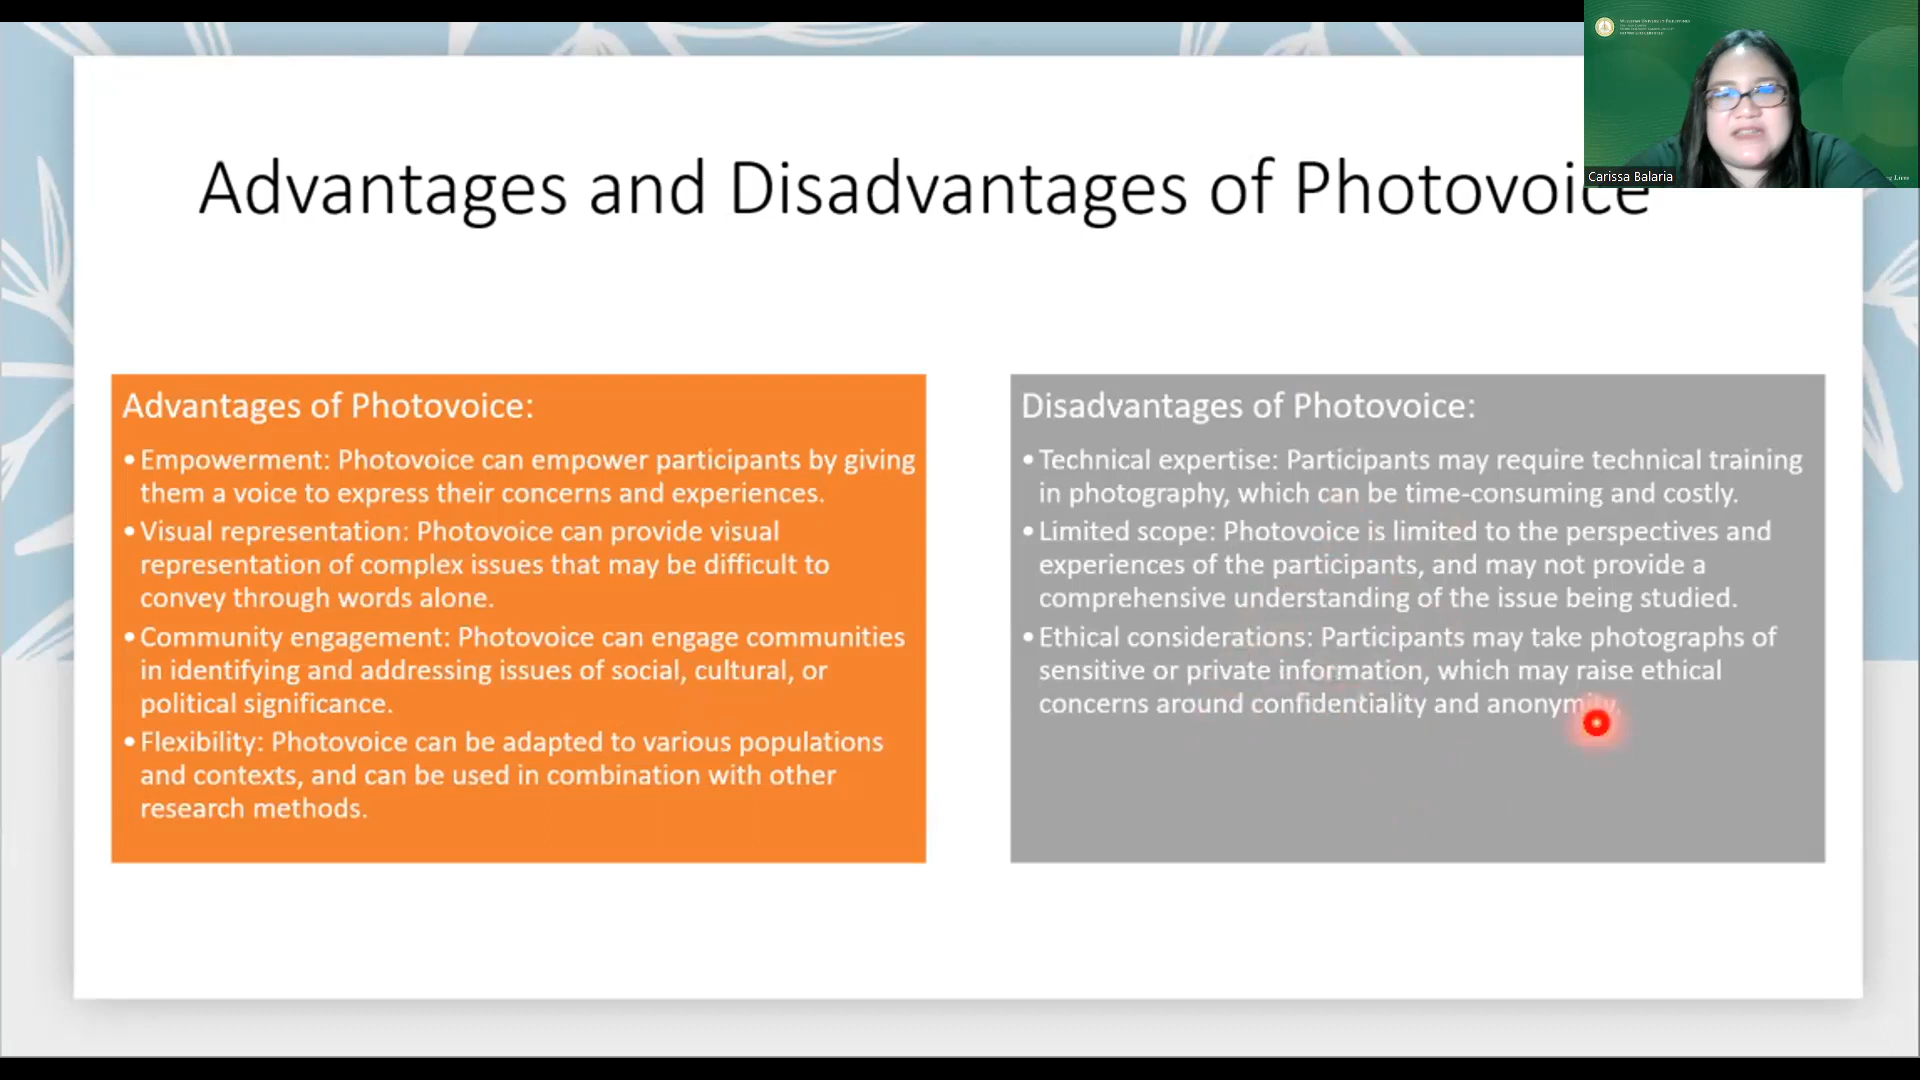 Advantages and Disadvantages of Photovoice
Carissa Balaria
Advantages of Photovoice:
• Empowerment: Photovoice can empower participants by giving
them a voice to express their concerns and experiences.
• Visual representation: Photovoice can provide visual
representation of complex issues that may be difficult to
convey through words alone.
• Community engagement: Photovoice can engage communities
in identifying and addressing issues of social, cultural, or
political significance.
• Flexibility: Photovoice can be adapted to various populations
and contexts, and can be used in combination with other
research methods.
Disadvantages of Photovoice:
• Technical expertise: Participants may require technical training
in photography, which can be time-consuming and costly.
• Limited scope: Photovoice is limited to the perspectives and
experiences of the participants, and may not provide a
comprehensive understanding of the issue being studied.
• Ethical considerations: Participants may take photographs of
sensitive or private information, which may raise ethical
concerns around confidentiality and anonymity.